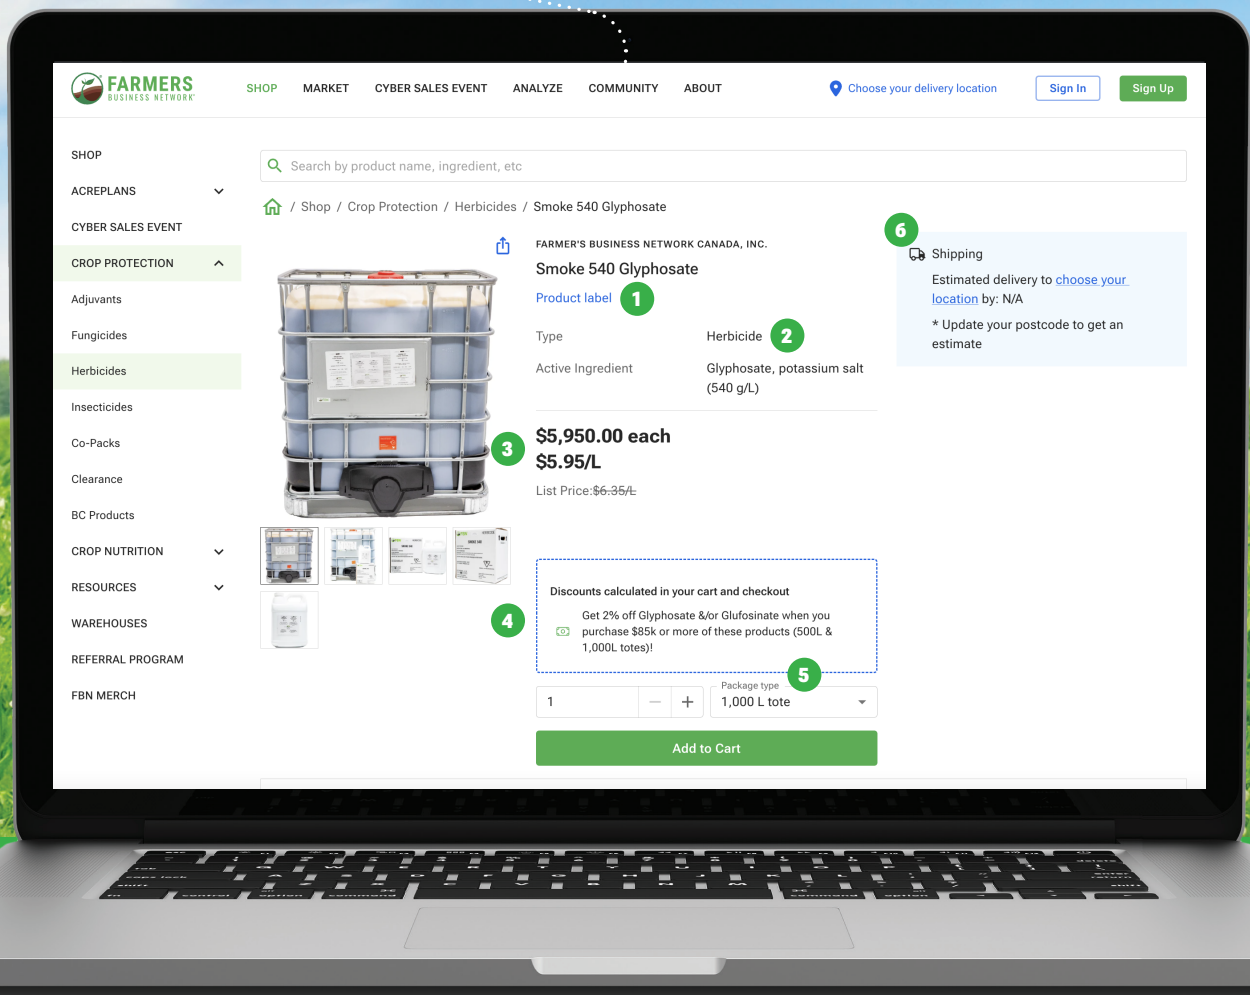 FARMERS
BUSINESS NETWORK
SHOP
MARKET
CYBER SALES EVENT
ANALYZE
COMMUNITY
ABOUT
Choose your delivery location
Sign In
Sign Up
SHOP
ACREPLANS
CYBER SALES EVENT
CROP PROTECTION
Adjuvants
Fungicides
Herbicides
Insecticides
Co-Packs
Clearance
BC Products
CROP NUTRITION
RESOURCES
WAREHOUSES
REFERRAL PROGRAM
FBN MERCH
Search by product name, ingredient, etc
/ Shop / Crop Protection / Herbicides / Smoke 540 Glyphosate
FARMER'S BUSINESS NETWORK CANADA, INC.
Smoke 540 Glyphosate
Product label
1
Type
Herbicide
2
Active Ingredient
Glyphosate, potassium salt
(540 g/L)
3
$5,950.00 each
$5.95/L
List Price:$6.35/L
4
Discounts calculated in your cart and checkout
Get 2% off Glyphosate &/or Glufosinate when you
purchase $85k or more of these products (500L &
1,000L totes)!
5
1
Package type
1,000 L tote
Add to Cart
6
Shipping
Estimated delivery to choose your
location by: N/A
* Update your postcode to get an
estimate